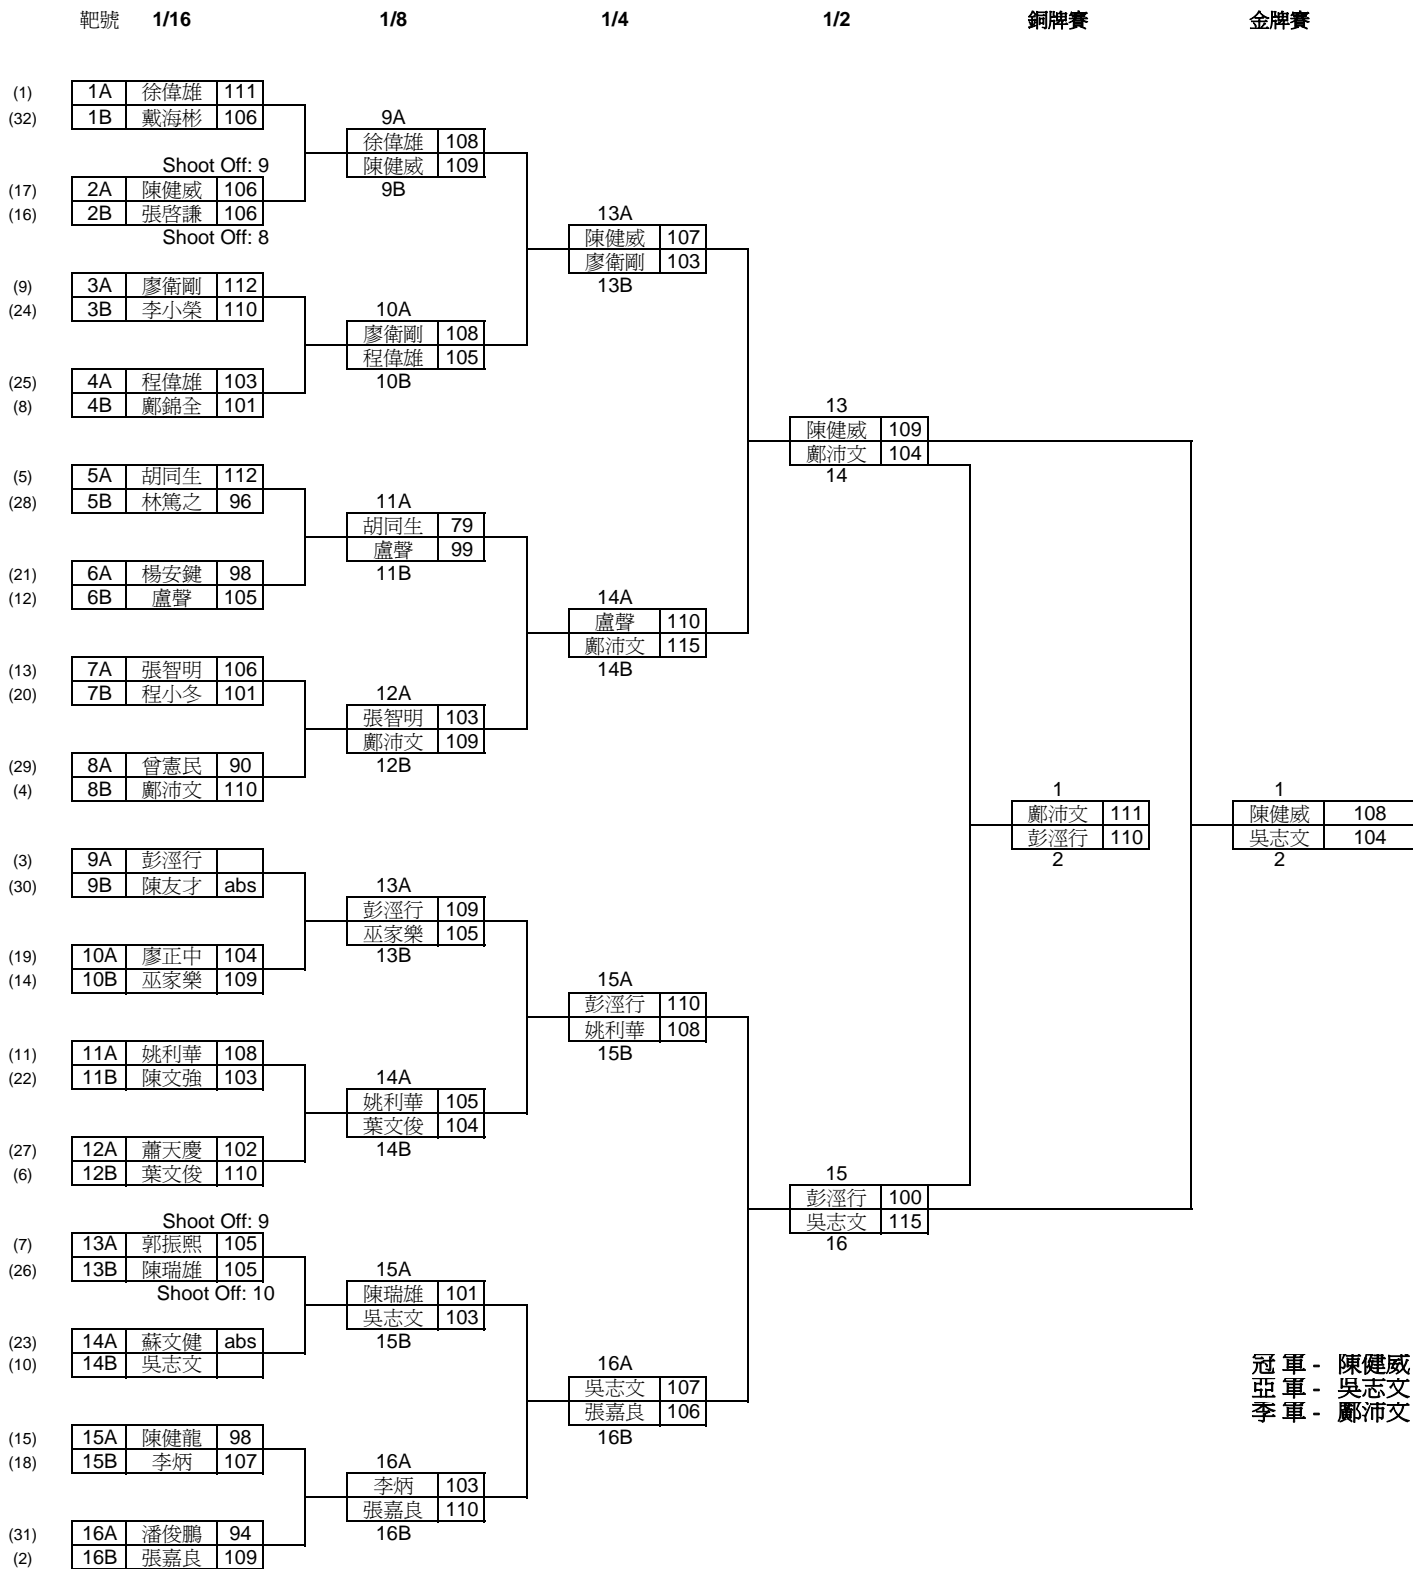 靶號 1/16 1/8 1/4 1/2 銅牌賽 金牌賽
(1) 1A 徐偉雄 111
(32) 1B 戴海彬 106 9A
徐偉雄 108
Shoot Off: 9 陳健威 109
(17) 2A 陳健威 106 9B
(16) 2B 張啓謙 106 13A
Shoot Off: 8 陳健威 107
廖衛剛 103
(9) 3A 廖衛剛 112 13B
(24) 3B 李小榮 110 10A
廖衛剛 108
程偉雄 105
(25) 4A 程偉雄 103 10B
(8) 4B 鄺錦全 101 13
陳健威 109
鄺沛文 104
(5) 5A 胡同生 112 14
(28) 5B 林篤之 96 11A
胡同生 79
盧聲 99
(21) 6A 楊安鍵 98 11B
(12) 6B 盧聲 105 14A
盧聲 110
鄺沛文 115
(13) 7A 張智明 106 14B
(20) 7B 程小冬 101 12A
張智明 103
鄺沛文 109
(29) 8A 曾憲民 90 12B
(4) 8B 鄺沛文 110 1 1
鄺沛文 111 陳健威 108
彭涇行 110 吳志文 104
(3) 9A 彭涇行 2 2
(30) 9B 陳友才 abs 13A
彭涇行 109
巫家樂 105
(19) 10A 廖正中 104 13B
(14) 10B 巫家樂 109 15A
彭涇行 110
姚利華 108
(11) 11A 姚利華 108 15B
(22) 11B 陳文強 103 14A
姚利華 105
葉文俊 104
(27) 12A 蕭天慶 102 14B
(6) 12B 葉文俊 110 15
彭涇行 100
Shoot Off: 9 吳志文 115
(7) 13A 郭振熙 105 16
(26) 13B 陳瑞雄 105 15A
Shoot Off: 10 陳瑞雄 101
吳志文 103
(23) 14A 蘇文健 abs 15B
(10) 14B 吳志文 16A 冠軍 - 陳健威
吳志文 107 亞軍 - 吳志文
張嘉良 106 季軍 - 鄺沛文
(15) 15A 陳健龍 98 16B
(18) 15B 李炳 107 16A
李炳 103
張嘉良 110
(31) 16A 潘俊鵬 94 16B
(2) 16B 張嘉良 109